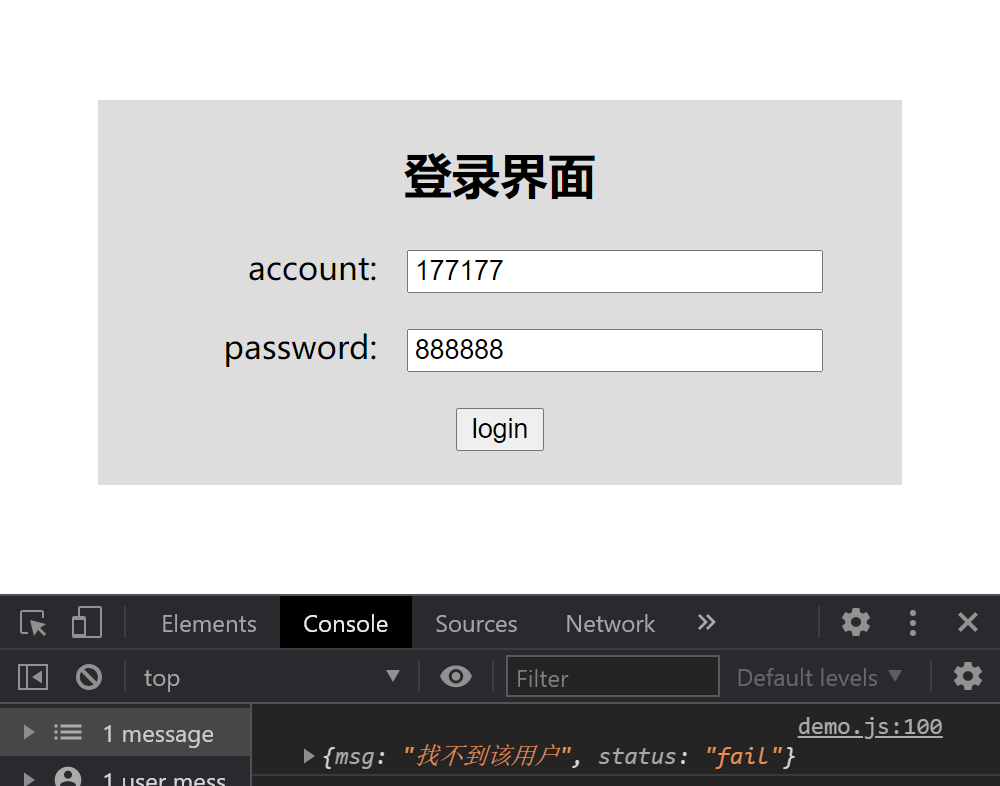 登录界面
account: 177177
password: 888888
login
Elements Console Sources Network
top Filter Default levels
1 message
demo.js:100
{msg: "找不到该用户", status: "fail"}
1 user mess